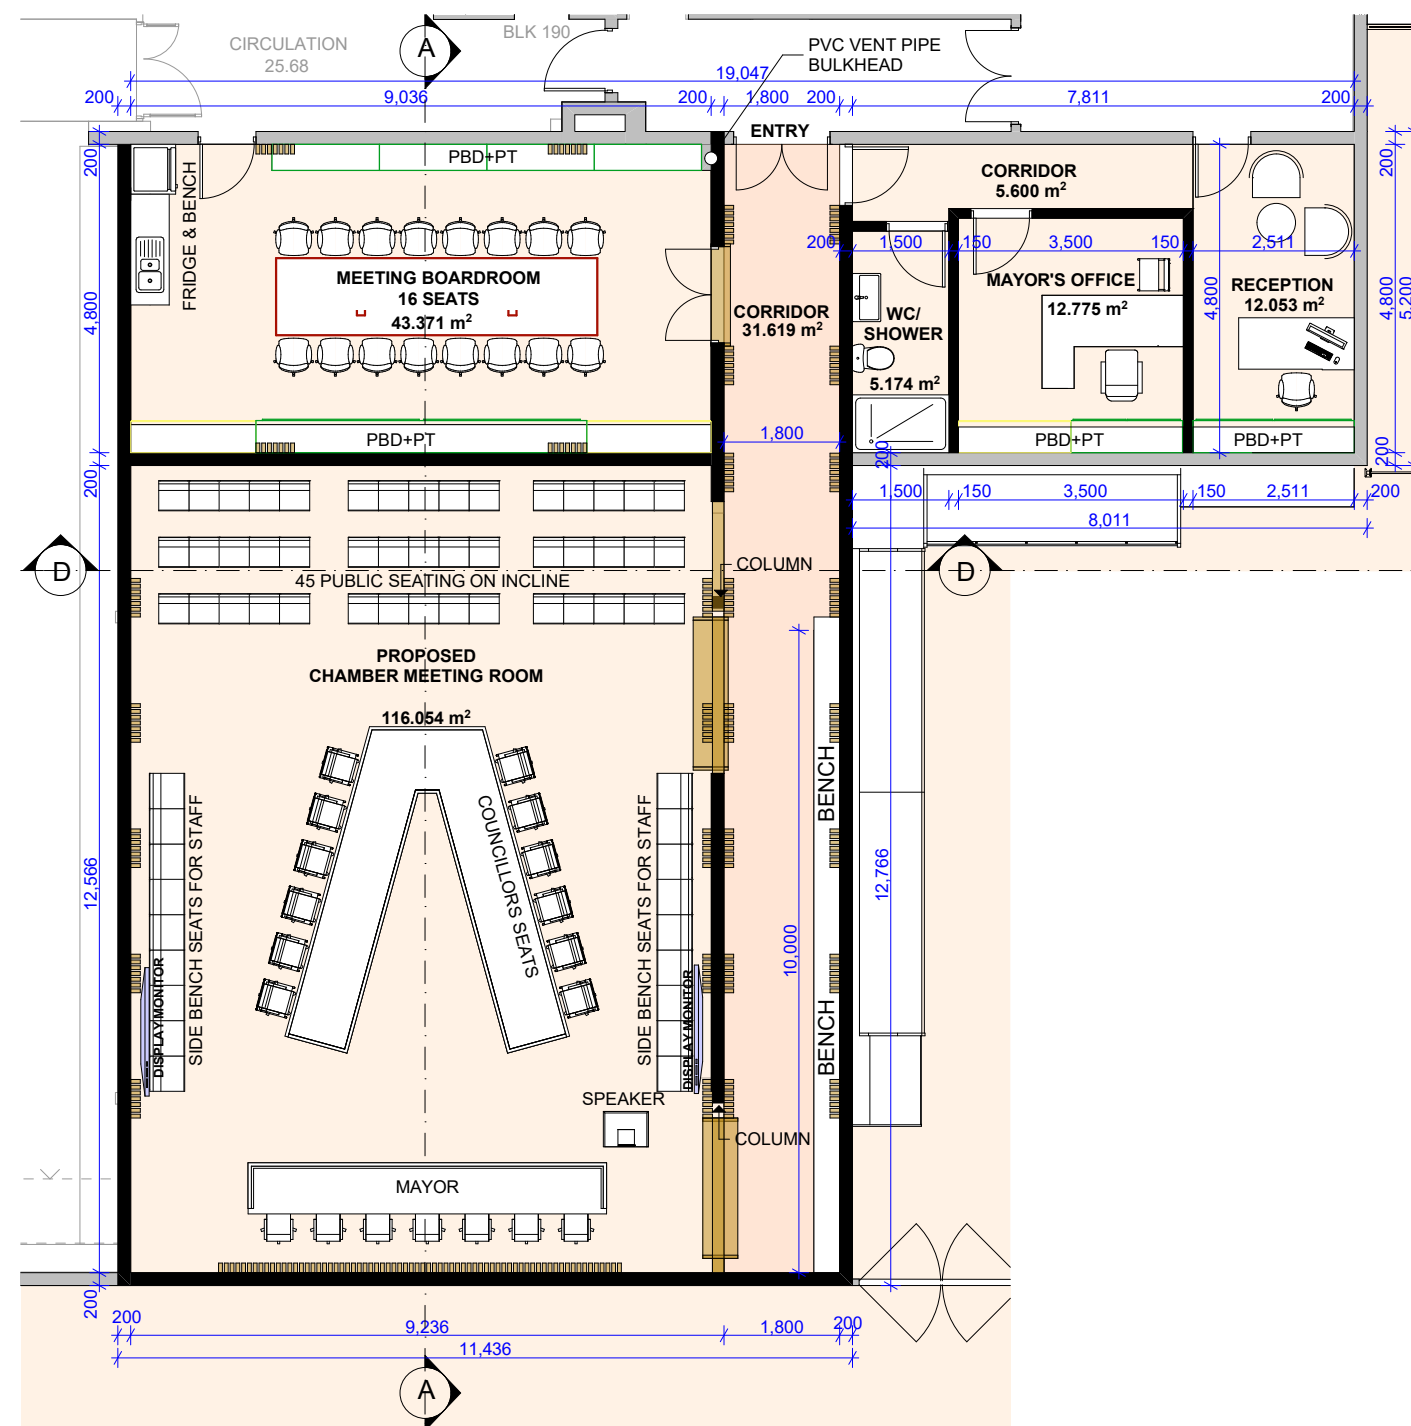 CIRCULATION
25.68
BLK 190
A
PVC VENT PIPE
BULKHEAD
19,047
200
9,036
200
1,800
200
7,811
200
ENTRY
200
PBD+PT
FRIDGE & BENCH
CORRIDOR
5.600 m²
200
200
1,500
150
3,500
150
2,511
MEETING BOARDROOM
16 SEATS
43.371 m²
MAYOR'S OFFICE
12.775 m²
RECEPTION
12.053 m²
CORRIDOR
31.619 m²
WC/
SHOWER
5.174 m²
4,800
4,800
4,800
5,200
PBD+PT
1,800
PBD+PT
PBD+PT
200
200
200
1,500
150
3,500
150
2,511
200
8,011
D
COLUMN
D
45 PUBLIC SEATING ON INCLINE
PROPOSED
CHAMBER MEETING ROOM
116.054 m²
BENCH
COUNCILLORS SEATS
SIDE BENCH SEATS FOR STAFF
SIDE BENCH SEATS FOR STAFF
12,566
12,766
10,000
DISPLAY MONITOR
DISPLAY MONITOR
BENCH
SPEAKER
COLUMN
MAYOR
200
200
9,236
1,800
200
11,436
A